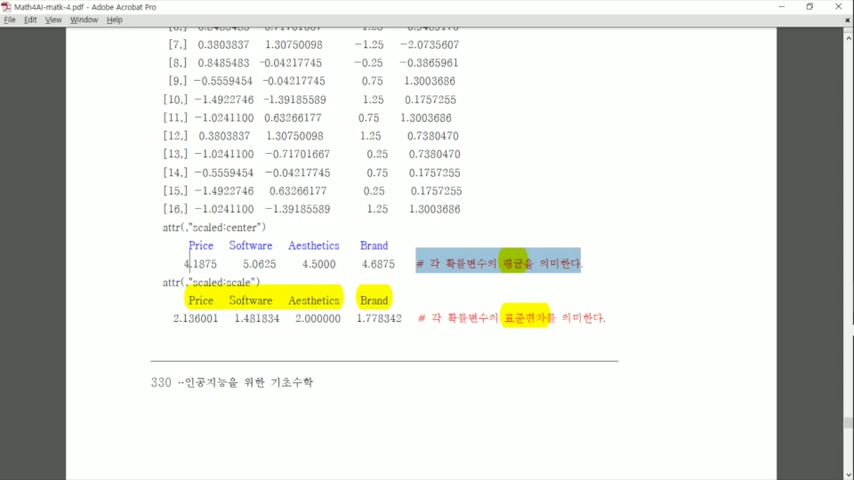 Math4AI-matk-4.pdf - Adobe Acrobat Pro
File Edit View Window Help
[7,] 0.3803837 1.30750098 −1.25 −2.0735607
[8,] 0.8485483 −0.04217745 −0.25 −0.3865961
[9,] −0.5559454 −0.04217745 0.75 1.3003686
[10,] −1.4922746 −1.39185589 1.25 0.1757255
[11,] −1.0241100 0.63266177 0.75 1.3003686
[12,] 0.3803837 1.30750098 1.25 0.7380470
[13,] −1.0241100 −0.71701667 0.25 0.7380470
[14,] −0.5559454 −0.04217745 0.75 0.1757255
[15,] −1.4922746 0.63266177 0.25 0.1757255
[16,] −1.0241100 −1.39185589 1.25 1.3003686
attr(,"scaled:center")
Price Software Aesthetics Brand
4.1875 5.0625 4.5000 4.6875 # 각 확률변수의 평균을 의미한다.
attr(,"scaled:scale")
Price Software Aesthetics Brand
2.136001 1.481834 2.000000 1.778342 # 각 확률변수의 표준편차를 의미한다.
330 ··인공지능을 위한 기초수학